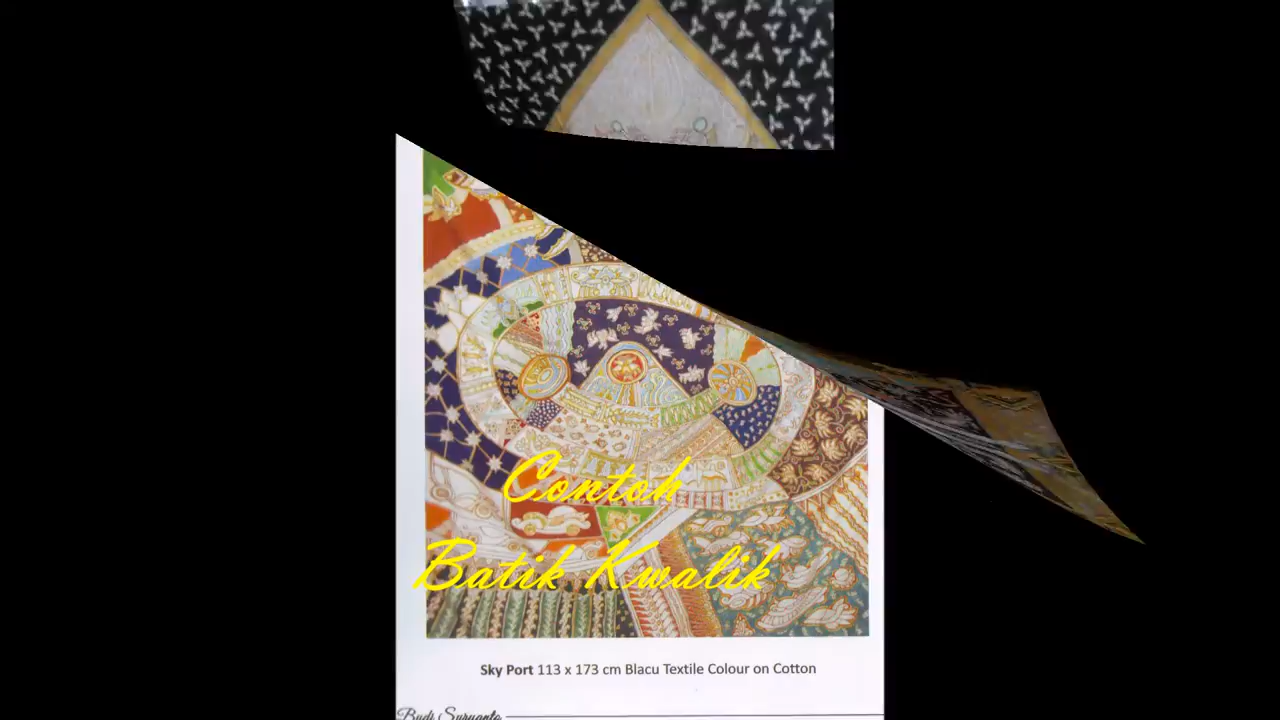 Contoh
Batik Kwalik
Sky Port 113 x 173 cm Blacu Textile Colour on Cotton
Budi Suryanto